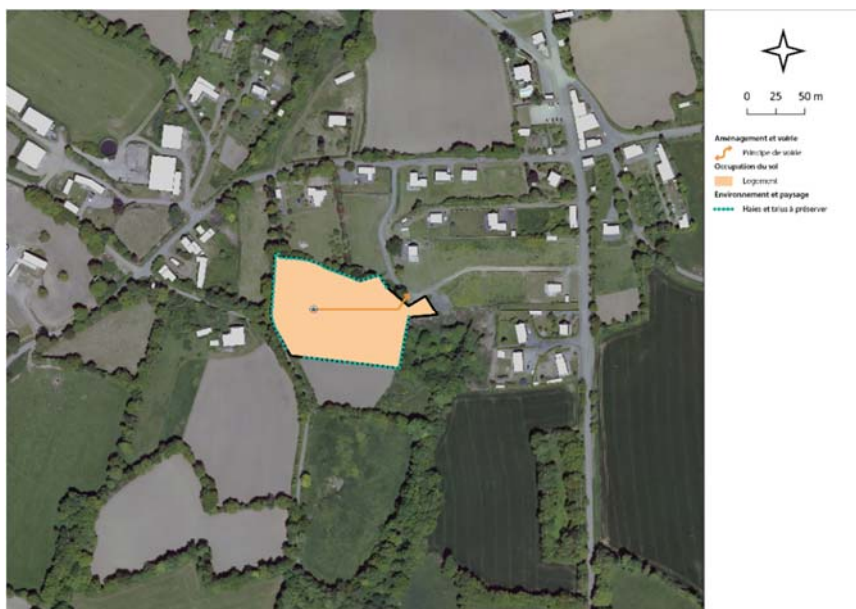 0 25 50 m
Aménagement et voirie
Principe de voirie
Occupation du sol
Logement
Environnement et paysage
Haies et talus à préserver